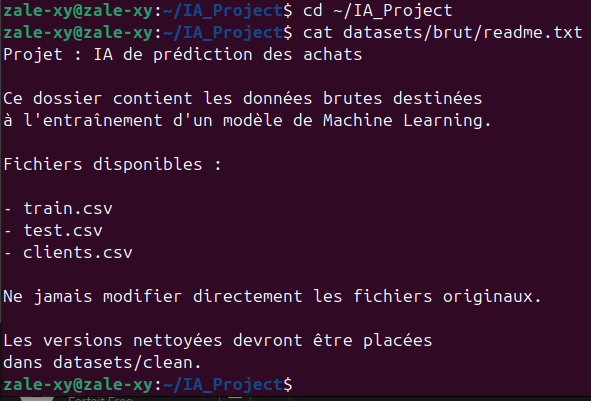 zale-xy@zale-xy:~/IA_Project$ cd ~/IA_Project
zale-xy@zale-xy:~/IA_Project$ cat datasets/brut/readme.txt
Projet : IA de prédiction des achats
Ce dossier contient les données brutes destinées
à l'entraînement d'un modèle de Machine Learning.
Fichiers disponibles :
- train.csv
- test.csv
- clients.csv
Ne jamais modifier directement les fichiers originaux.
Les versions nettoyées devront être placées
dans datasets/clean.
zale-xy@zale-xy:~/IA_Project$
Forfait Free